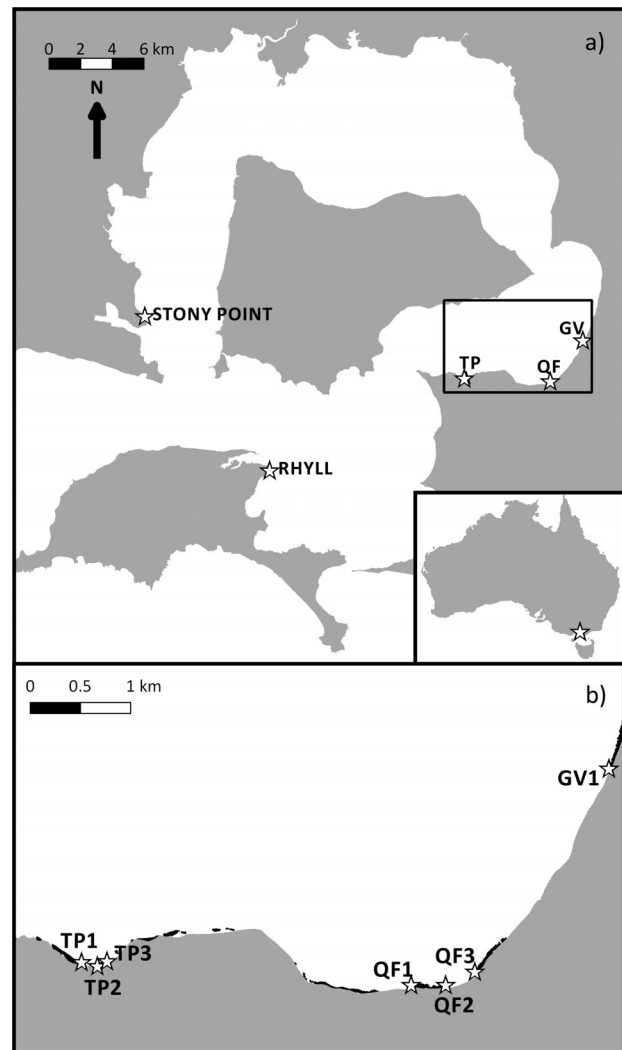 a)
0 2 4 6 km
N
STONY POINT
GV
TP
QF
RHYLL
b)
0 0.5 1 km
GV1
TP1
TP3
TP2
QF3
QF1
QF2